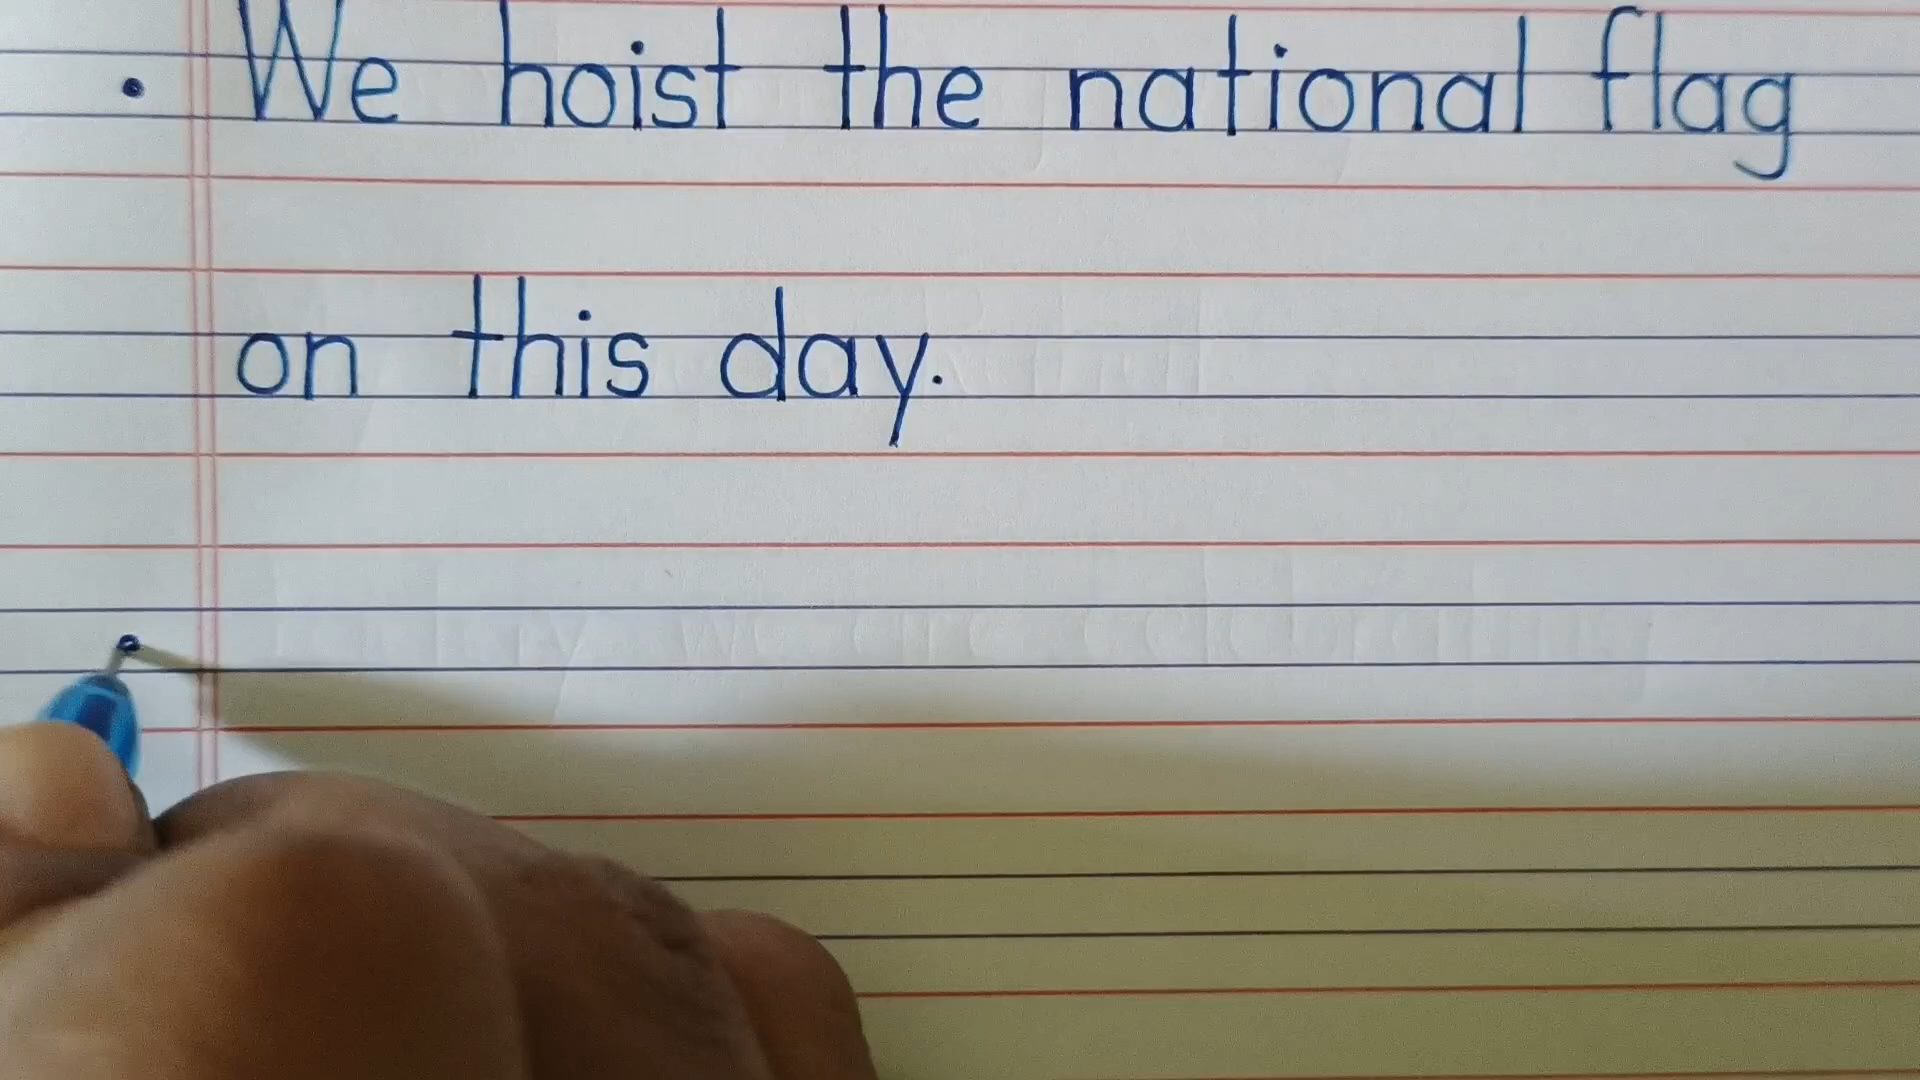 • We hoist the national flag
on this day.